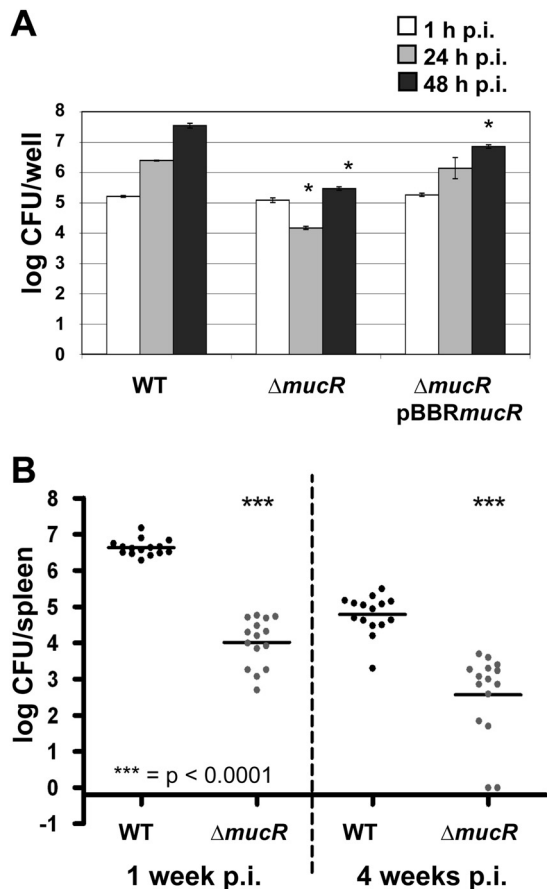 A
1 h p.i.
24 h p.i.
48 h p.i.
log CFU/well
8
7
6
5
4
3
2
1
0
*
*
*
WT
ΔmucR
ΔmucR
pBBRmucR
B
log CFU/spleen
8
7
6
5
4
3
2
1
0
-1
***
***
*** = p < 0.0001
WT
ΔmucR
WT
ΔmucR
1 week p.i.
4 weeks p.i.